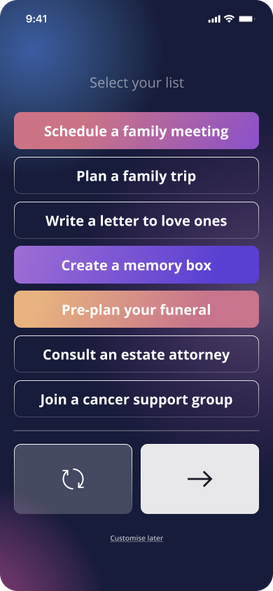 9:41
Select your list
Schedule a family meeting
Plan a family trip
Write a letter to love ones
Create a memory box
Pre-plan your funeral
Consult an estate attorney
Join a cancer support group
Customise later